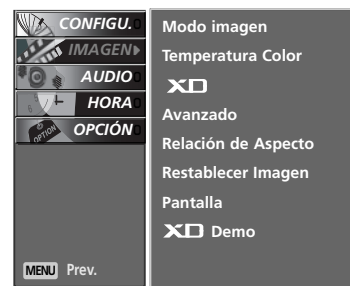 CONFIGU.
IMAGEN
AUDIO
HORA
OPCIÓN
MENU Prev.
Modo imagen
Temperatura Color
XD
Avanzado
Relación de Aspecto
Restablecer Imagen
Pantalla
XD Demo